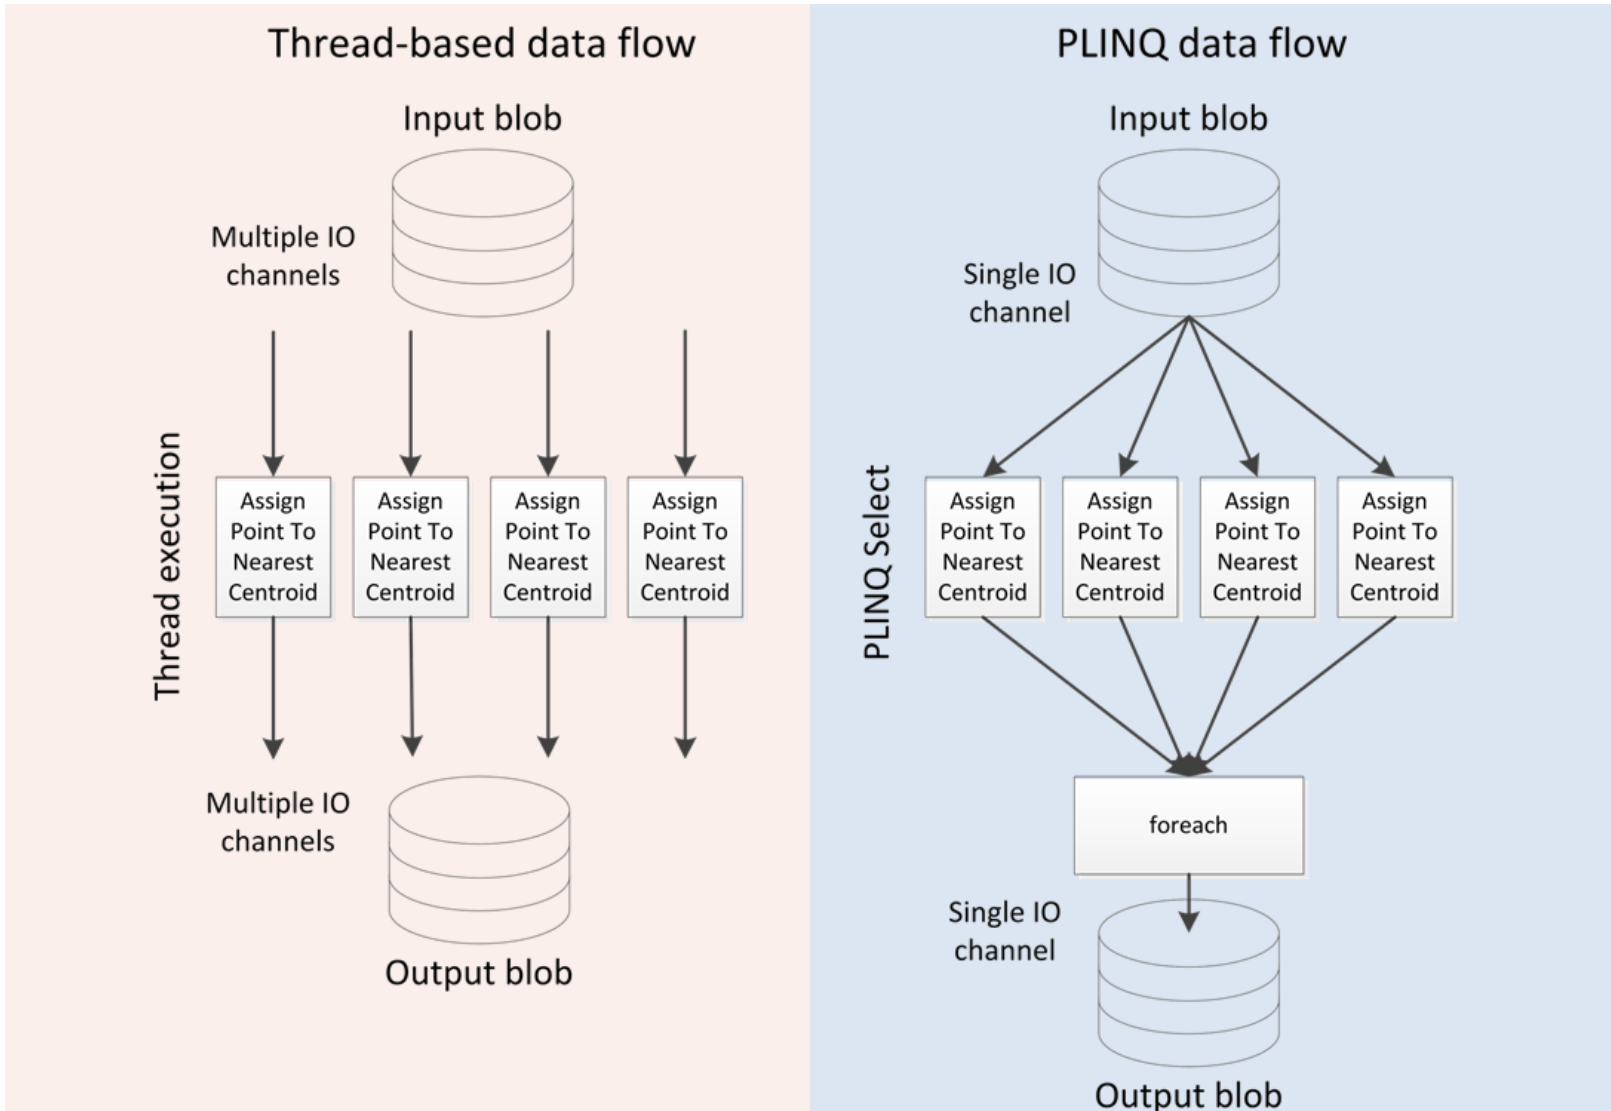 Thread-based data flow
Input blob
Multiple IO
channels
Thread execution
Assign
Point To
Nearest
Centroid
Assign
Point To
Nearest
Centroid
Assign
Point To
Nearest
Centroid
Assign
Point To
Nearest
Centroid
Multiple IO
channels
Output blob
PLINQ data flow
Input blob
Single IO
channel
PLINQ Select
Assign
Point To
Nearest
Centroid
Assign
Point To
Nearest
Centroid
Assign
Point To
Nearest
Centroid
Assign
Point To
Nearest
Centroid
foreach
Single IO
channel
Output blob